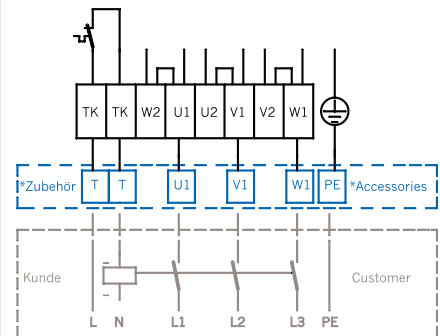 TK TK W2 U1 U2 V1 V2 W1
*Zubehör T T U1 V1 W1 PE *Accessories
Kunde Customer
L N L1 L2 L3 PE